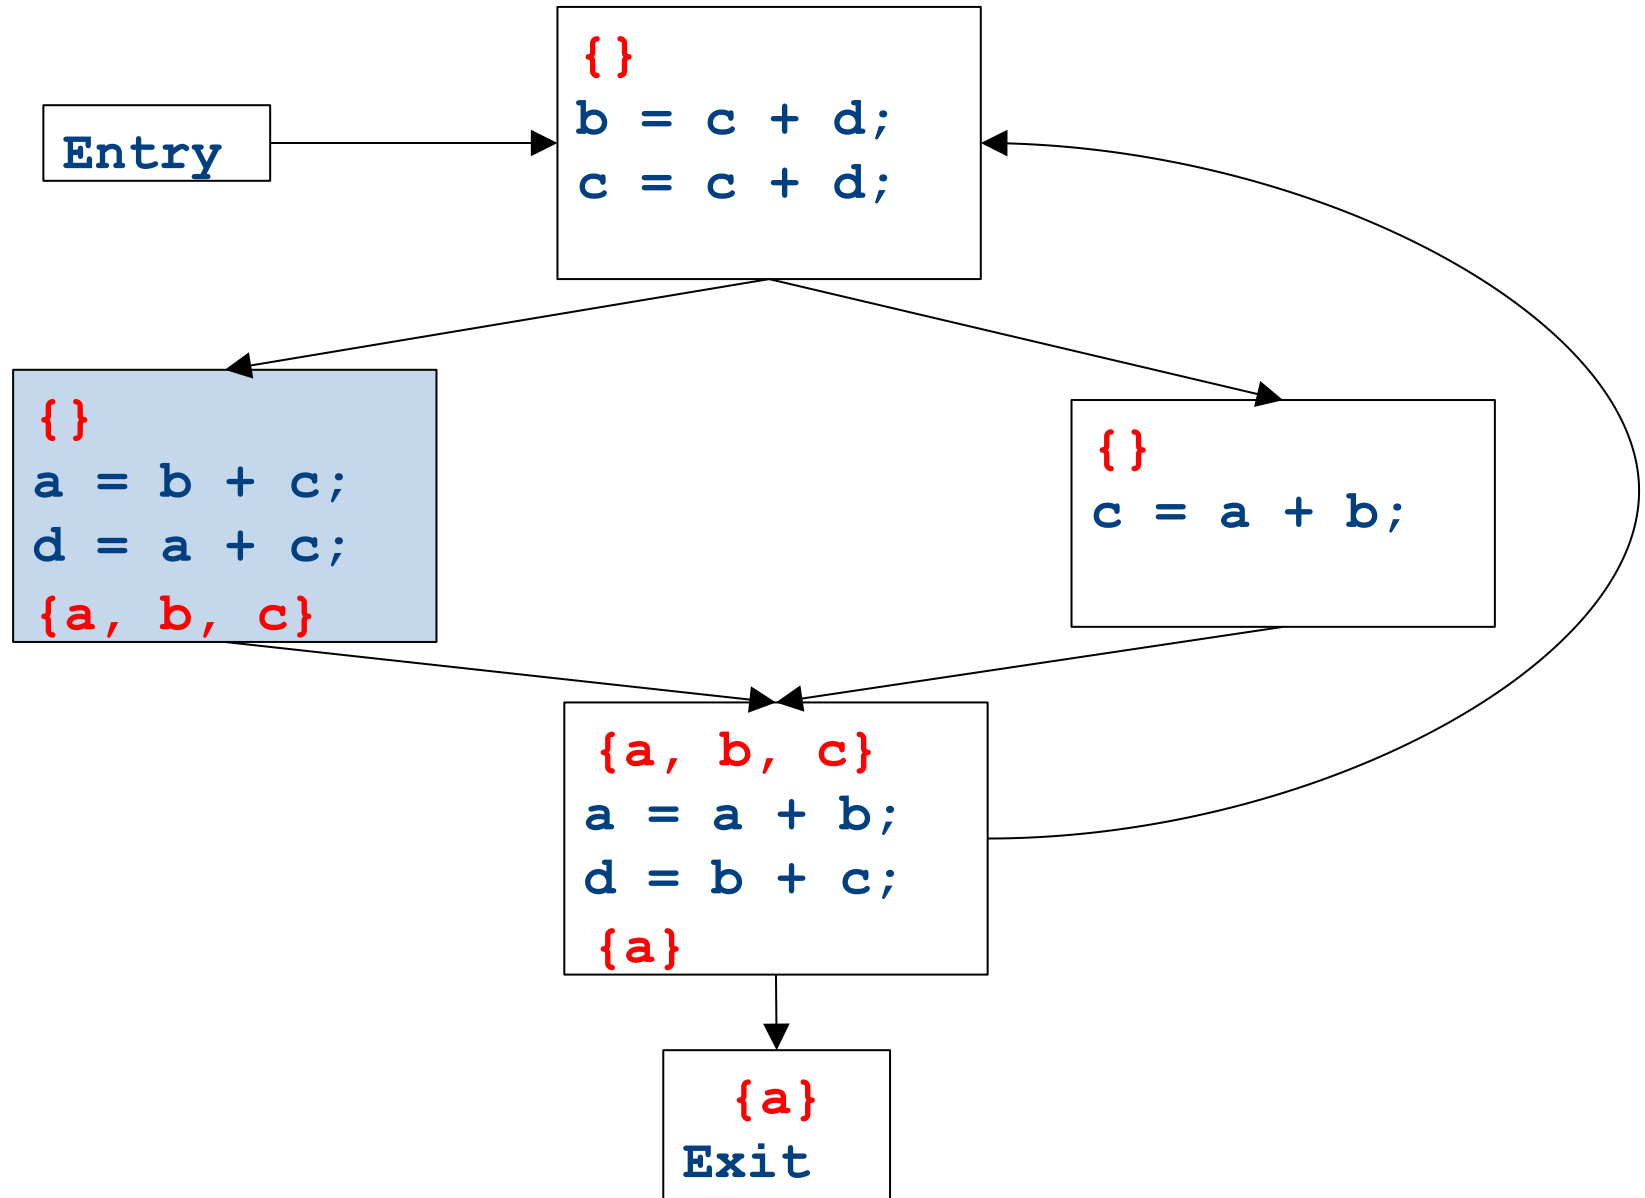 {}
b = c + d;
c = c + d;
Entry
{}
a = b + c;
d = a + c;
{a, b, c}
{}
c = a + b;
{a, b, c}
a = a + b;
d = b + c;
{a}
{a}
Exit